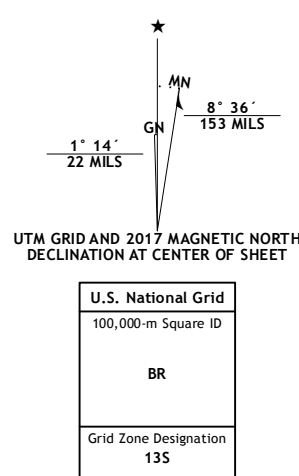 ★
MN
GN
8° 36´
153 MILS
1° 14´
22 MILS
UTM GRID AND 2017 MAGNETIC NORTH
DECLINATION AT CENTER OF SHEET
U.S. National Grid
100,000-m Square ID
BR
Grid Zone Designation
13S